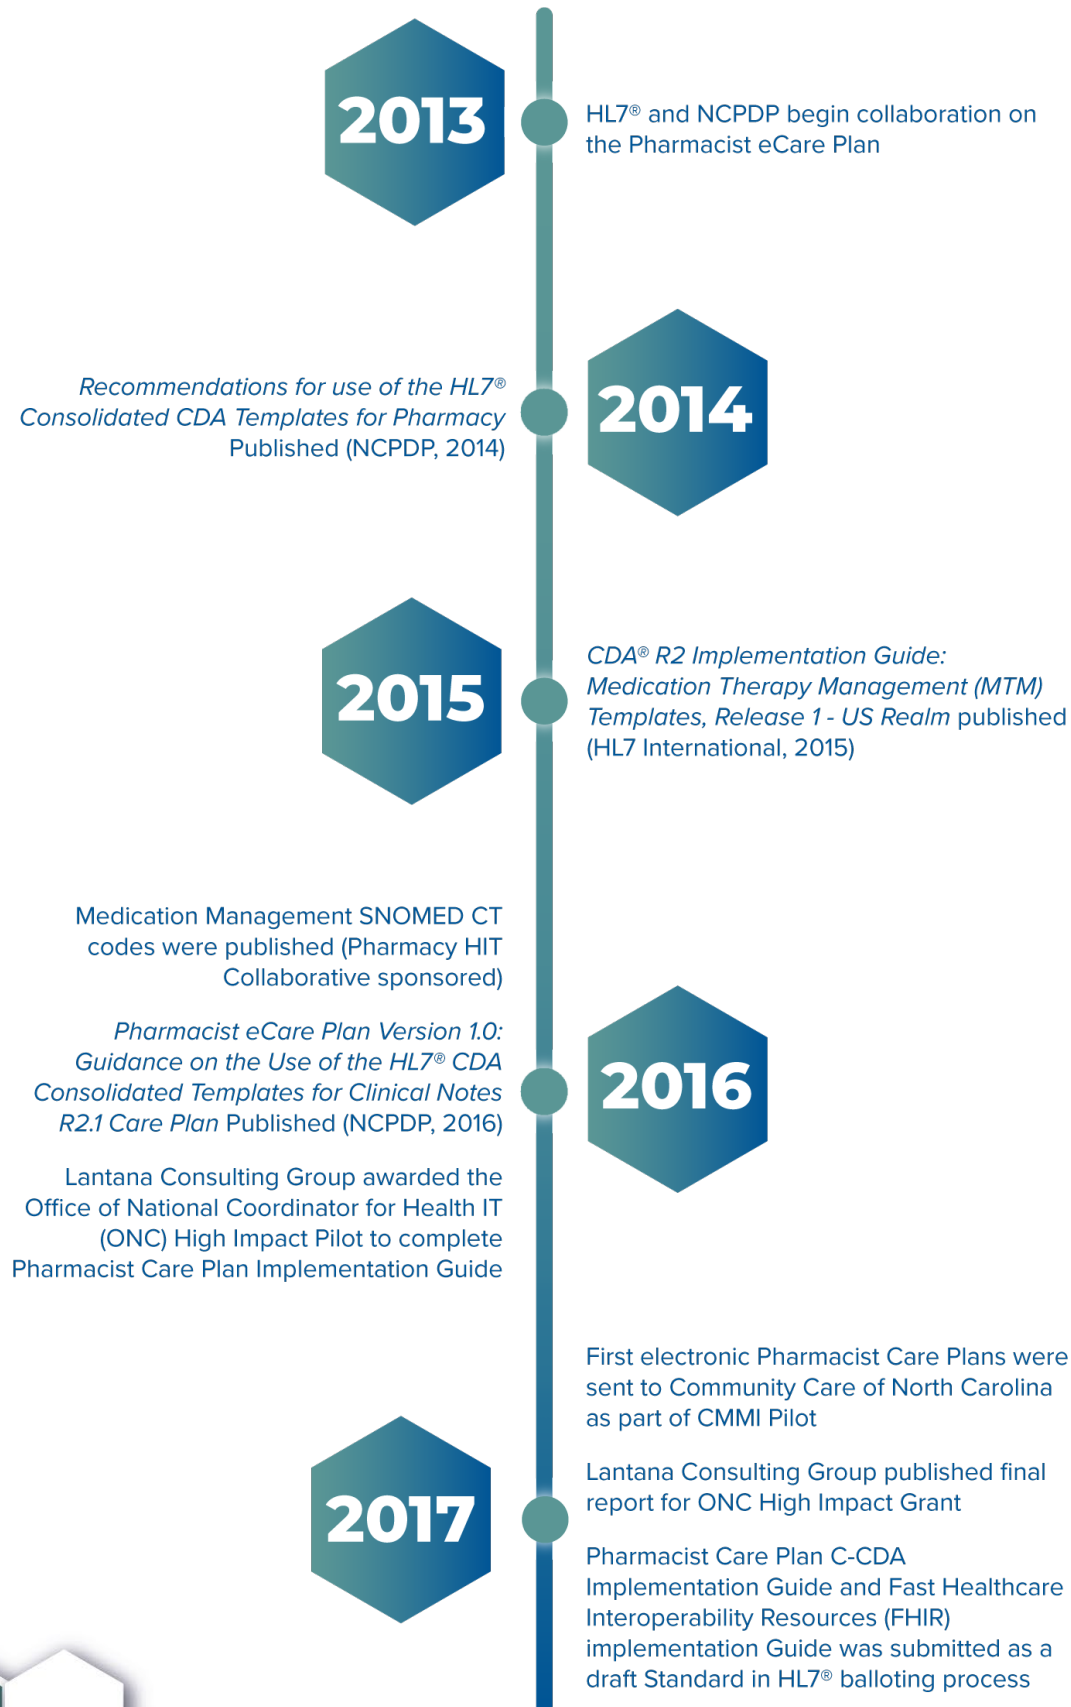 2013
HL7® and NCPDP begin collaboration on
the Pharmacist eCare Plan
Recommendations for use of the HL7®
Consolidated CDA Templates for Pharmacy
Published (NCPDP, 2014)
2014
2015
CDA® R2 Implementation Guide:
Medication Therapy Management (MTM)
Templates, Release 1 - US Realm published
(HL7 International, 2015)
Medication Management SNOMED CT
codes were published (Pharmacy HIT
Collaborative sponsored)
Pharmacist eCare Plan Version 1.0:
Guidance on the Use of the HL7® CDA
Consolidated Templates for Clinical Notes
R2.1 Care Plan Published (NCPDP, 2016)
Lantana Consulting Group awarded the
Office of National Coordinator for Health IT
(ONC) High Impact Pilot to complete
Pharmacist Care Plan Implementation Guide
2016
2017
First electronic Pharmacist Care Plans were
sent to Community Care of North Carolina
as part of CMMI Pilot
Lantana Consulting Group published final
report for ONC High Impact Grant
Pharmacist Care Plan C-CDA
Implementation Guide and Fast Healthcare
Interoperability Resources (FHIR)
implementation Guide was submitted as a
draft Standard in HL7® balloting process